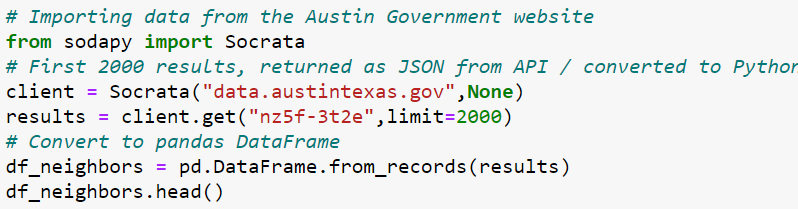 # Importing data from the Austin Government website
from sodapy import Socrata
# First 2000 results, returned as JSON from API / converted to Python
client = Socrata("data.austintexas.gov",None)
results = client.get("nz5f-3t2e",limit=2000)
# Convert to pandas DataFrame
df_neighbors = pd.DataFrame.from_records(results)
df_neighbors.head()